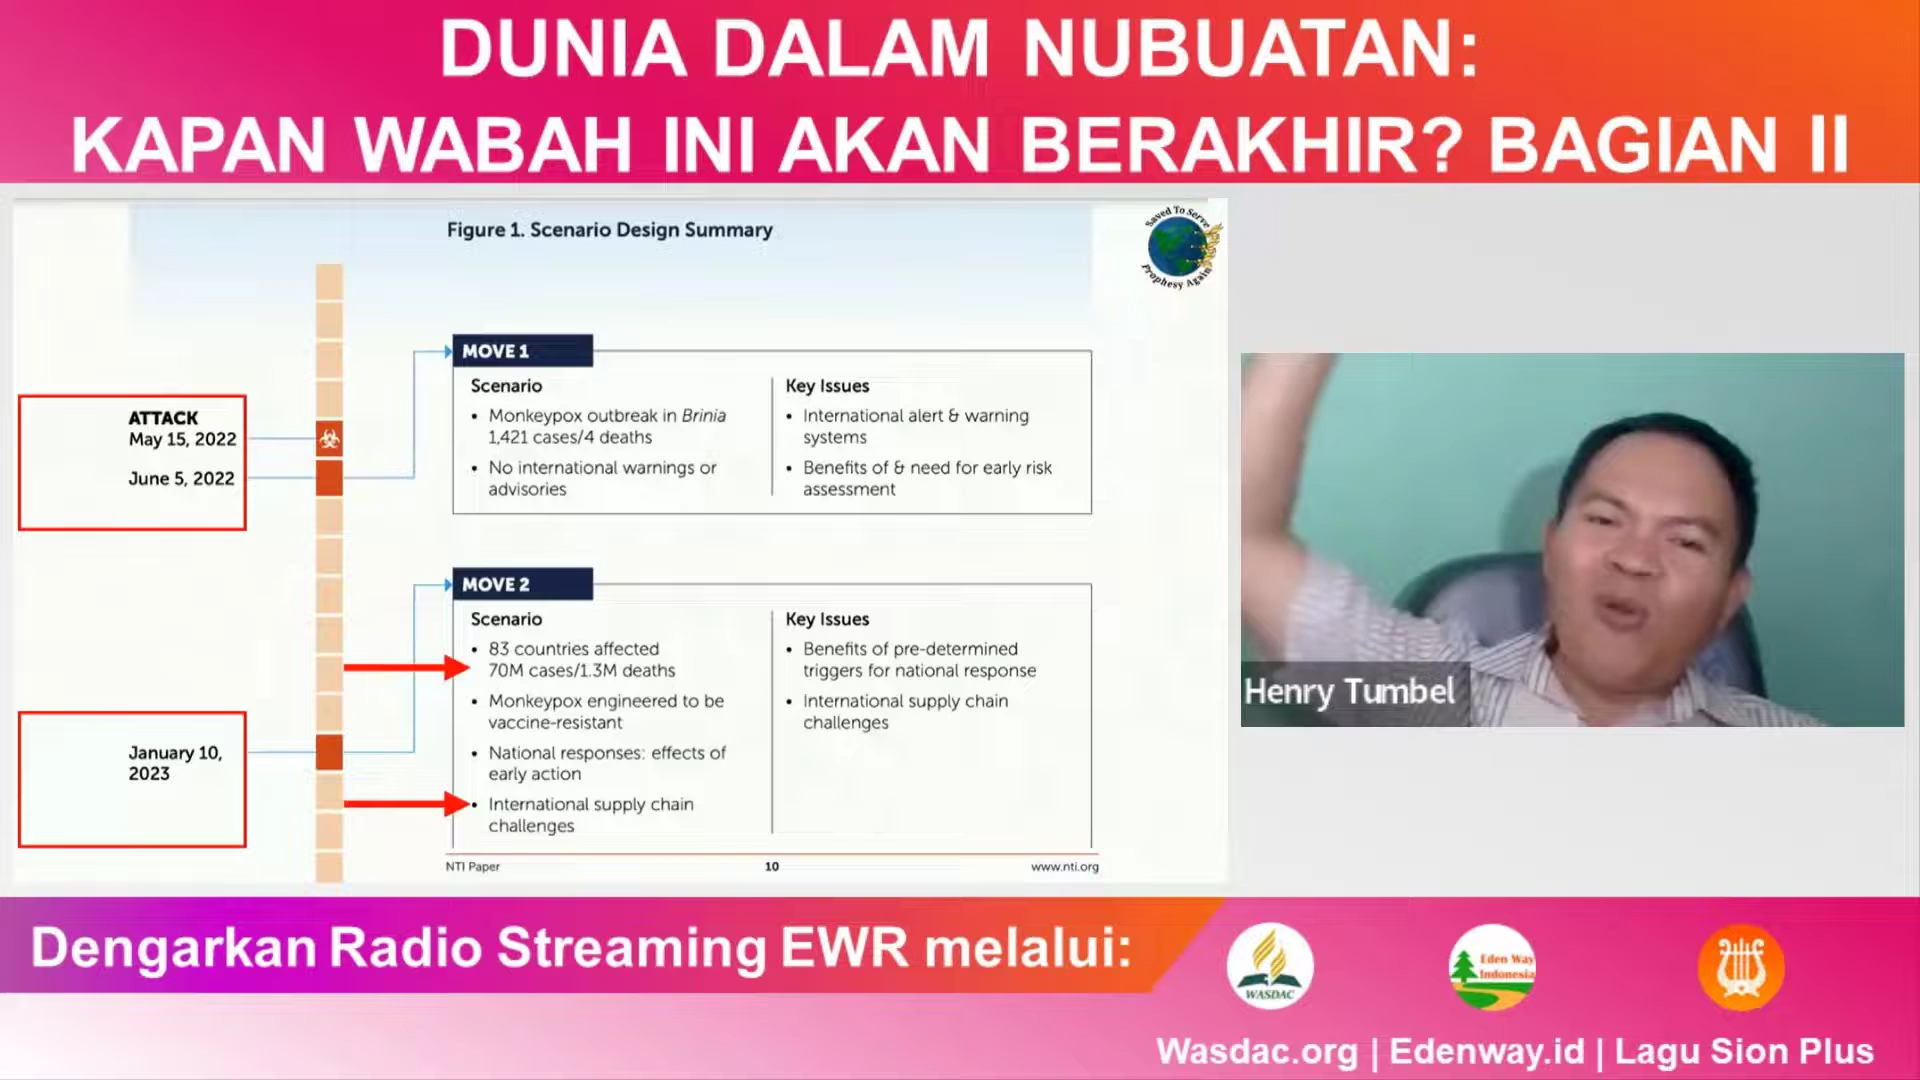 DUNIA DALAM NUBUATAN:
KAPAN WABAH INI AKAN BERAKHIR? BAGIAN II
Figure 1. Scenario Design Summary
Saved To Serve
Prophesy Again
ATTACK
May 15, 2022
June 5, 2022
MOVE 1
Scenario
• Monkeypox outbreak in Brinia
1,421 cases/4 deaths
• No international warnings or
advisories
Key Issues
• International alert & warning
systems
• Benefits of & need for early risk
assessment
January 10,
2023
MOVE 2
Scenario
• 83 countries affected
70M cases/1.3M deaths
• Monkeypox engineered to be
vaccine-resistant
• National responses: effects of
early action
• International supply chain
challenges
Key Issues
• Benefits of pre-determined
triggers for national response
• International supply chain
challenges
NTI Paper
10
www.nti.org
Henry Tumbel
Dengarkan Radio Streaming EWR melalui:
WASDAC
Eden Way
Indonesia
Wasdac.org | Edenway.id | Lagu Sion Plus